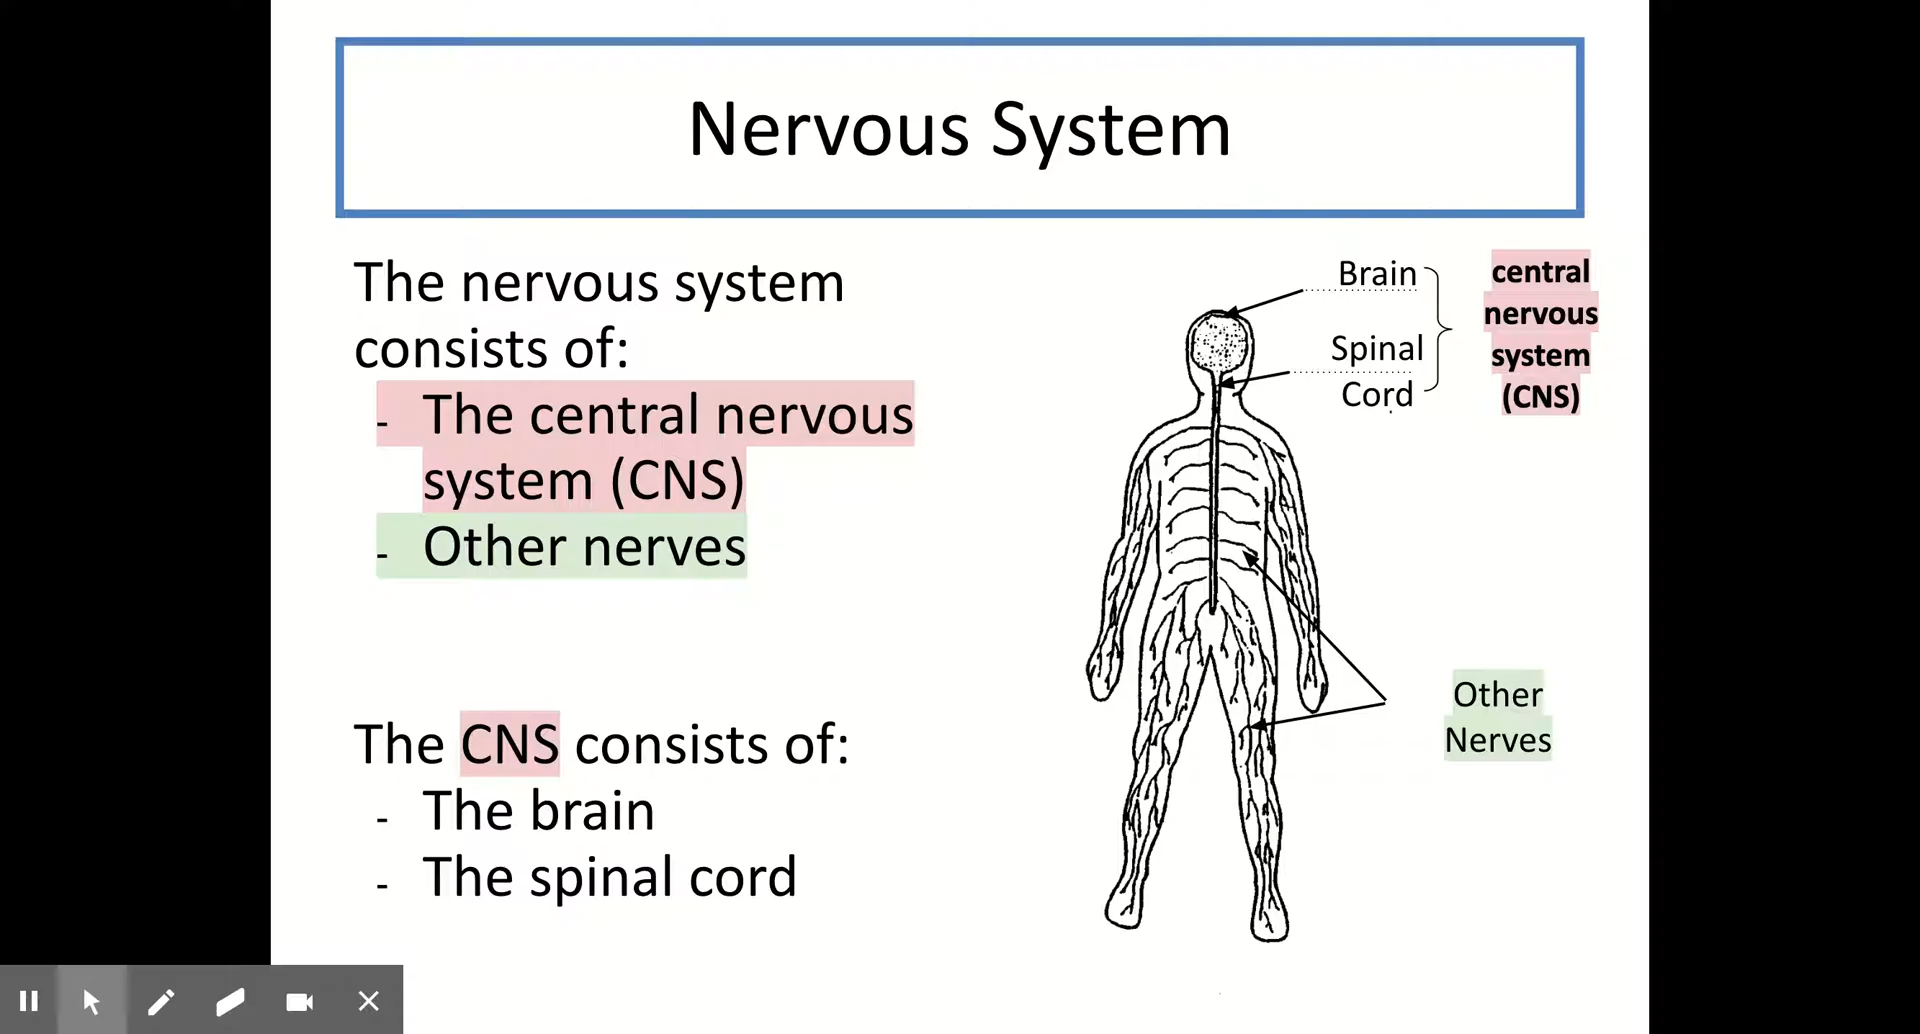 Nervous System
The nervous system
consists of:
- The central nervous
system (CNS)
- Other nerves
The CNS consists of:
- The brain
- The spinal cord
Brain
Spinal
Cord
central
nervous
system
(CNS)
Other
Nerves